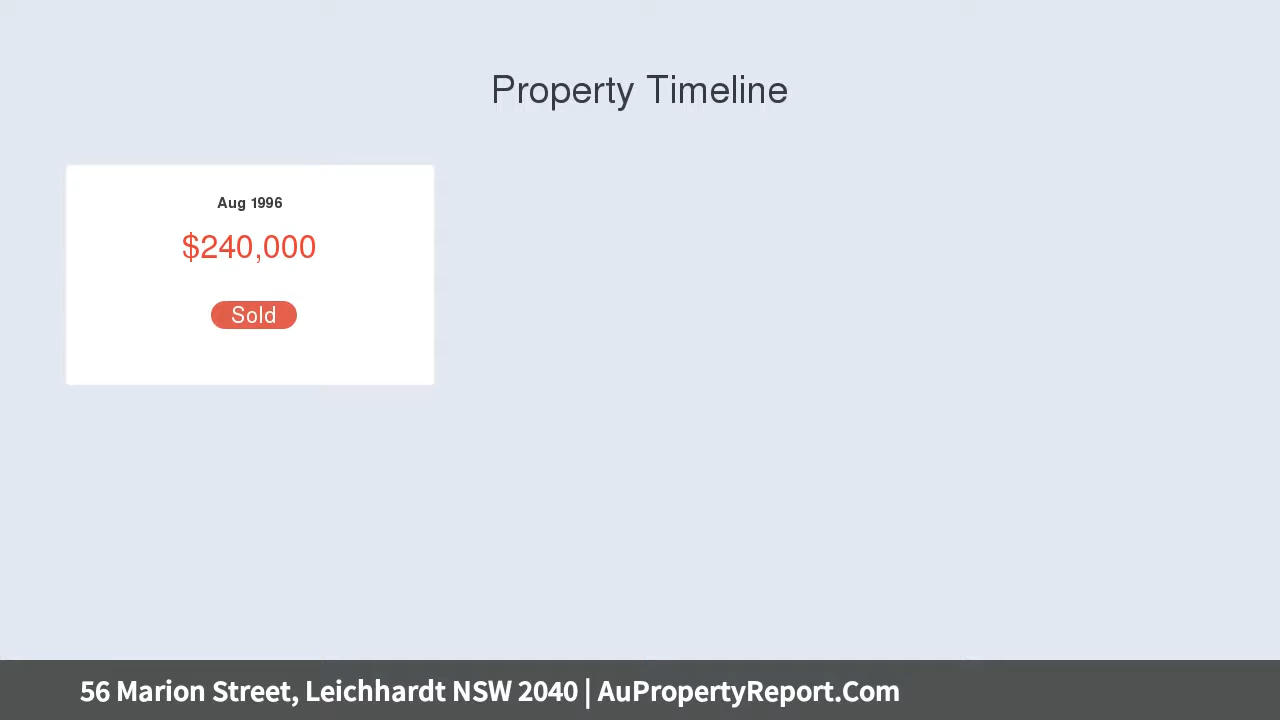 Property Timeline
Aug 1996
$240,000
Sold
56 Marion Street, Leichhardt NSW 2040 | AuPropertyReport.Com